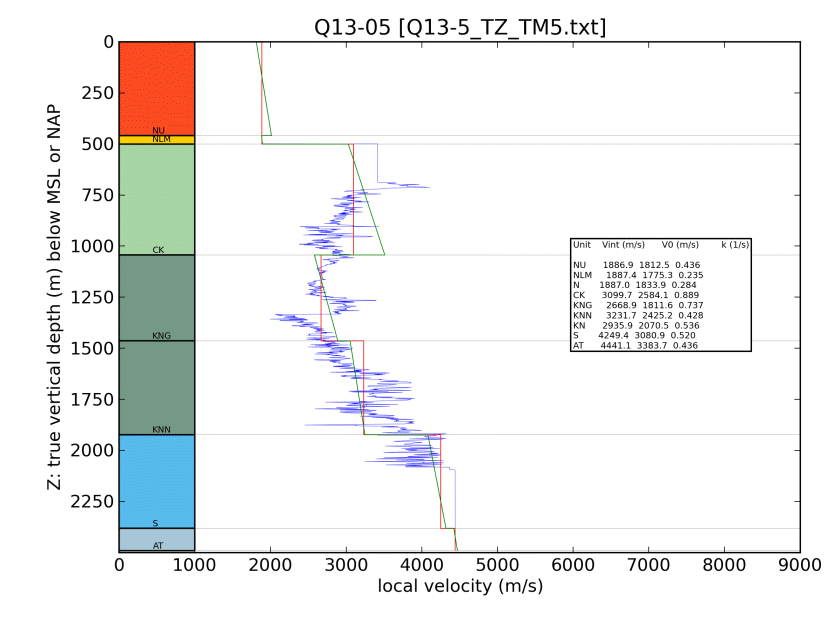 Q13-05 [Q13-5_TZ_TM5.txt]
Z: true vertical depth (m) below MSL or NAP
0
250
500
750
1000
1250
1500
1750
2000
2250
NU
NLM
CK
KNG
KNN
S
AT
Unit Vint (m/s) V0 (m/s) k (1/s)
NU 1886.9 1812.5 0.436
NLM 1887.4 1775.3 0.235
N 1887.0 1833.9 0.284
CK 3099.7 2584.1 0.889
KNG 2668.9 1811.6 0.737
KNN 3231.7 2425.2 0.428
KN 2935.9 2070.5 0.536
S 4249.4 3080.9 0.520
AT 4441.1 3383.7 0.436
0 1000 2000 3000 4000 5000 6000 7000 8000 9000
local velocity (m/s)